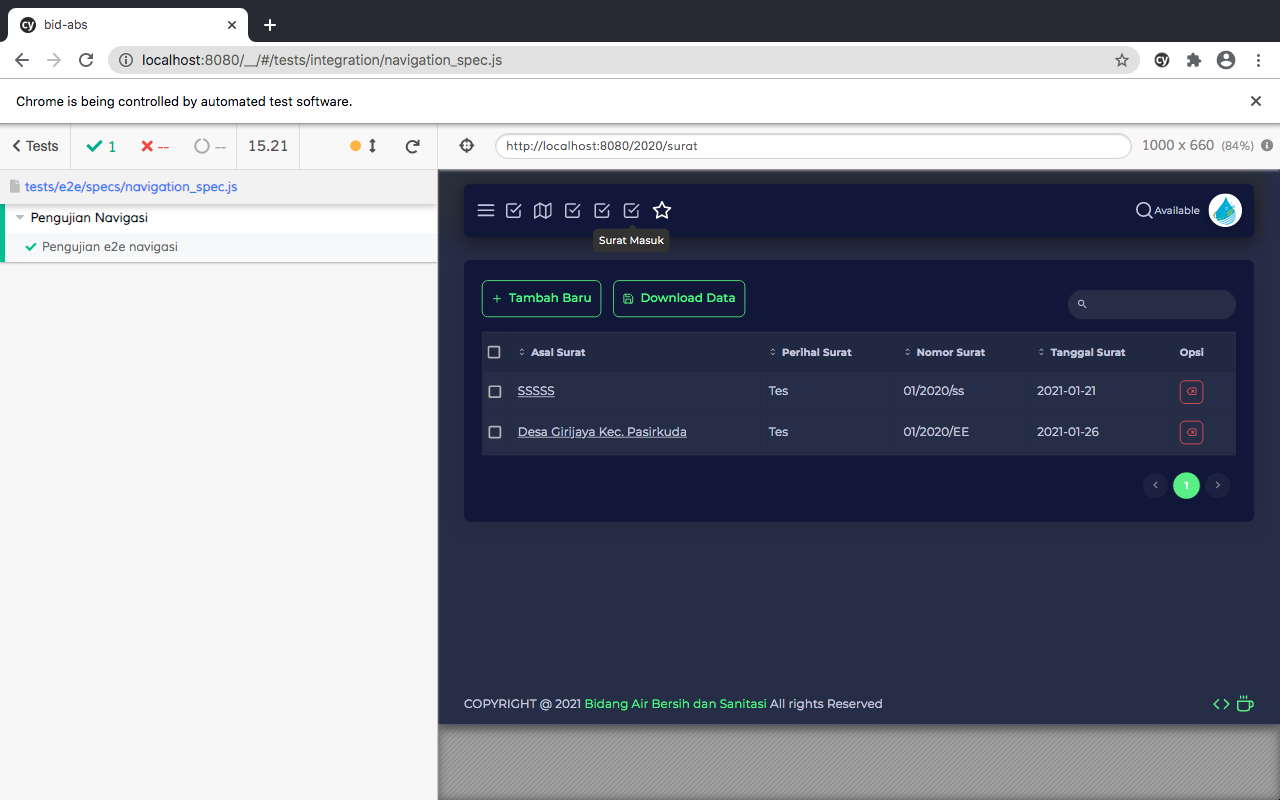 bid-abs
localhost:8080/__/#/tests/integration/navigation_spec.js
Chrome is being controlled by automated test software.
Tests 1 -- -- 15.21
http://localhost:8080/2020/surat 1000 x 660 (84%)
tests/e2e/specs/navigation_spec.js
Pengujian Navigasi
Pengujian e2e navigasi
Available
Surat Masuk
+ Tambah Baru Download Data
Asal Surat Perihal Surat Nomor Surat Tanggal Surat Opsi
SSSSS Tes 01/2020/ss 2021-01-21
Desa Girijaya Kec. Pasirkuda Tes 01/2020/EE 2021-01-26
1
COPYRIGHT @ 2021 Bidang Air Bersih dan Sanitasi All rights Reserved